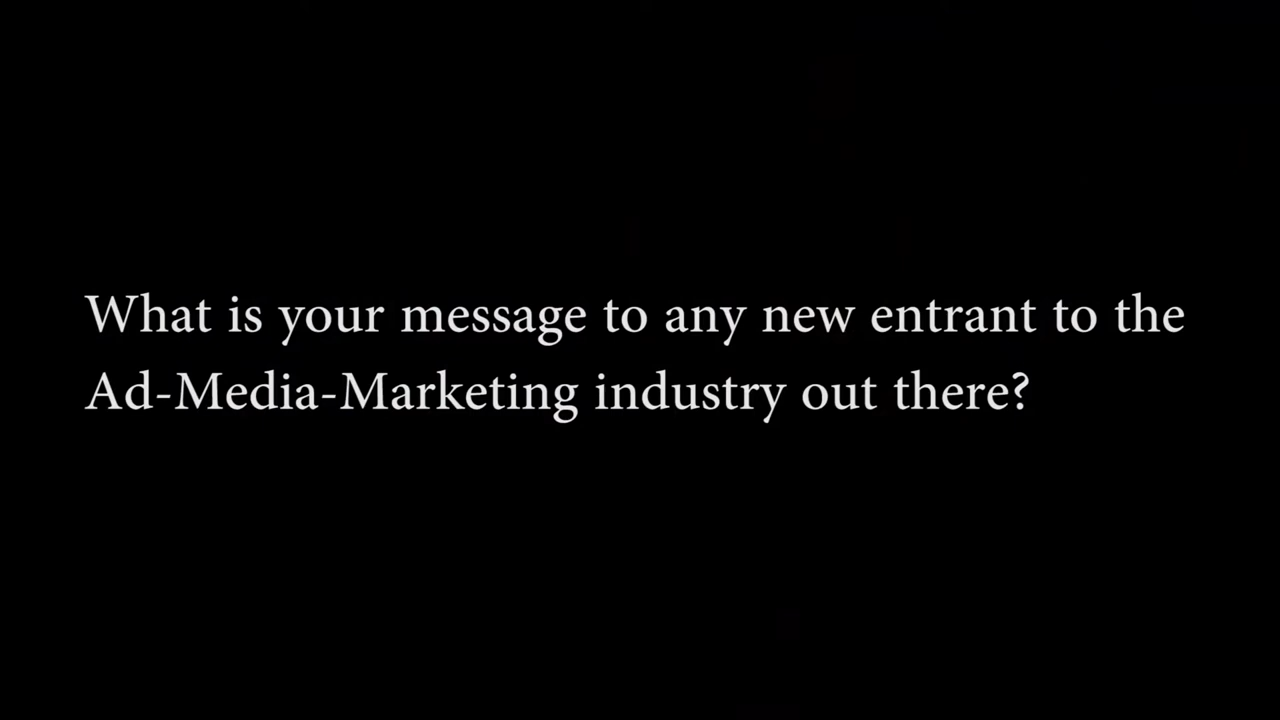 What is your message to any new entrant to the
Ad-Media-Marketing industry out there?